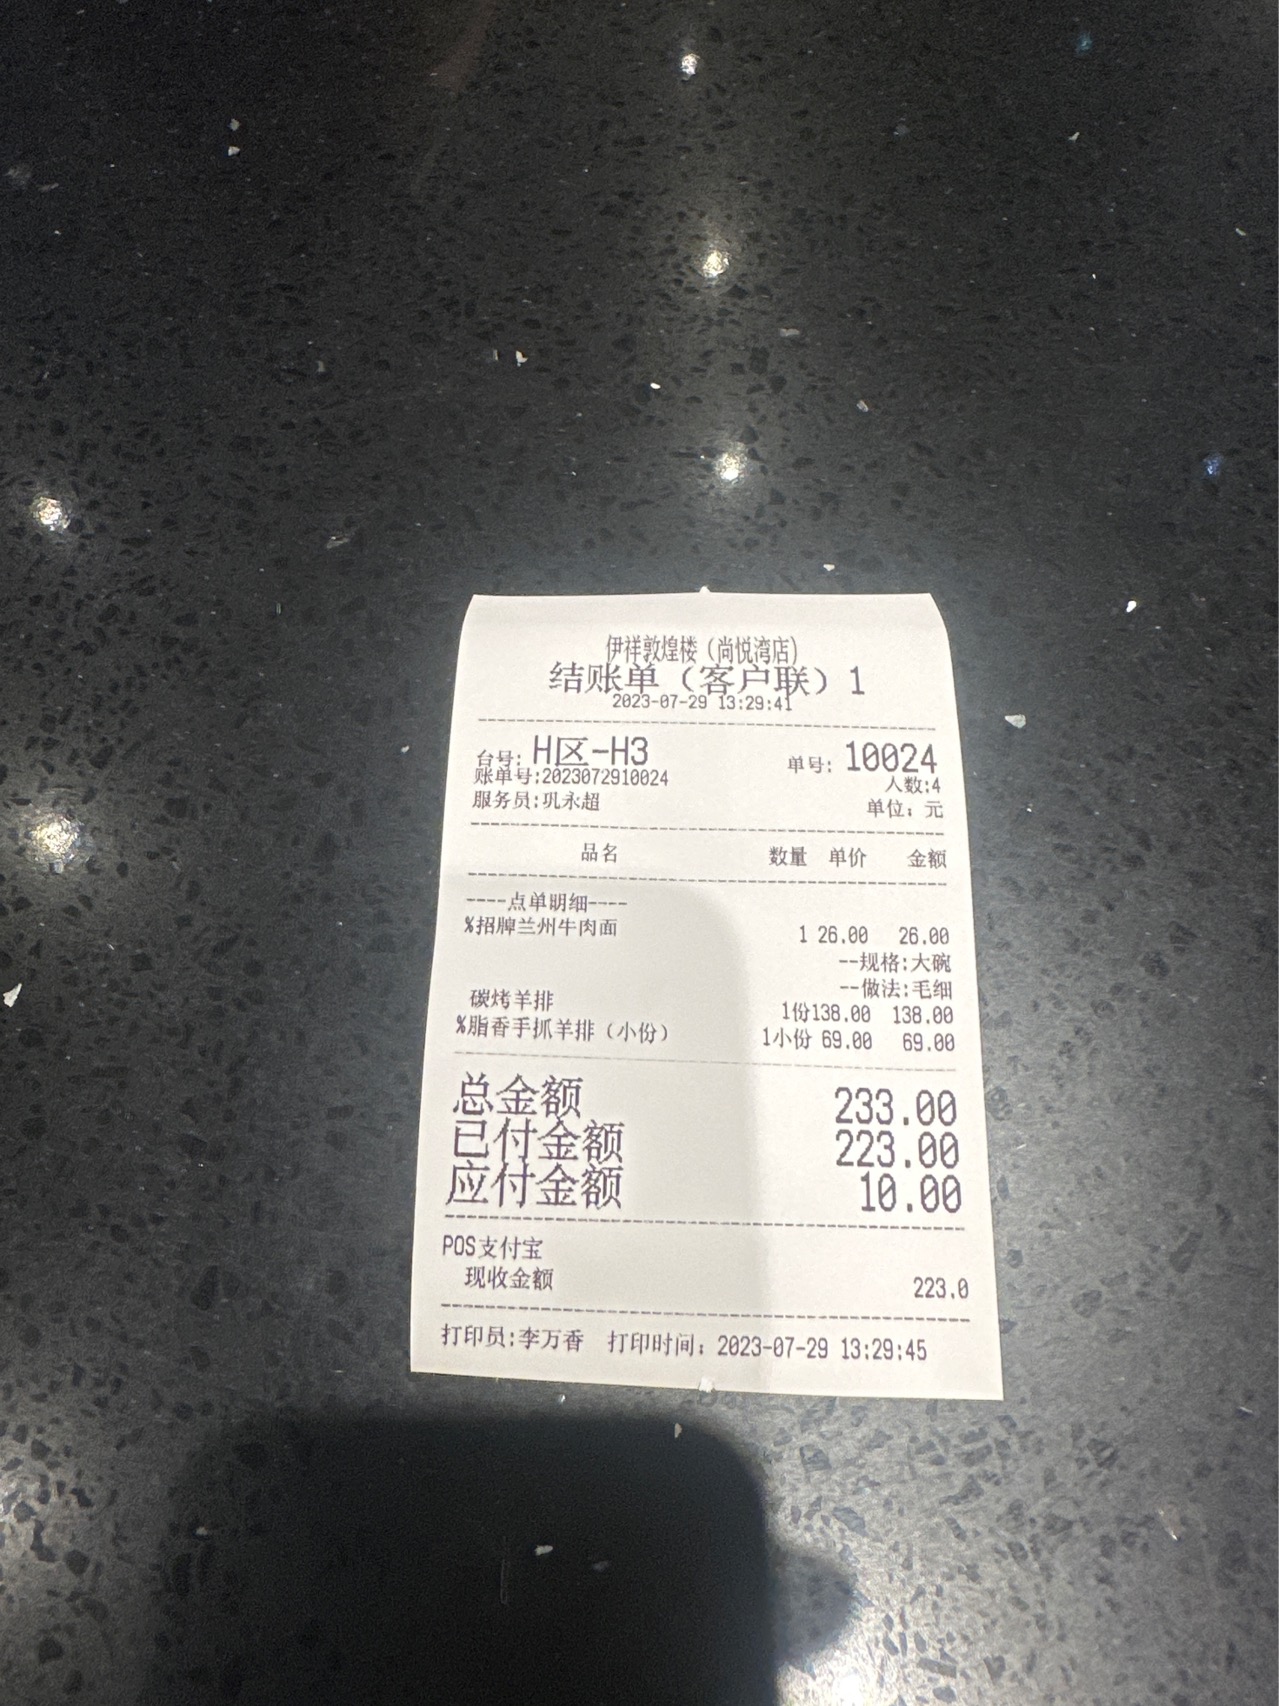 伊祥敦煌楼（尚悦湾店）
结账单（客户联）1
2023-07-29 13:29:41
台号: H区-H3 单号: 10024
账单号:2023072910024 人数:4
服务员:巩永超 单位: 元
品名 数量 单价 金额
----点单明细----
%招牌兰州牛肉面 1 26.00 26.00
--规格:大碗
--做法:毛细
碳烤羊排 1份138.00 138.00
%脂香手抓羊排（小份） 1小份 69.00 69.00
总金额 233.00
已付金额 223.00
应付金额 10.00
POS支付宝
现收金额 223.0
打印员:李万香 打印时间: 2023-07-29 13:29:45